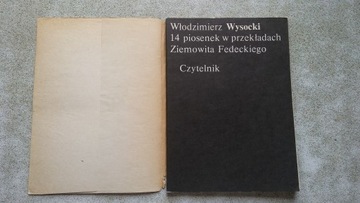 Włodzimierz Wysocki
14 piosenek w przekładach
Ziemowita Fedeckiego
Czytelnik